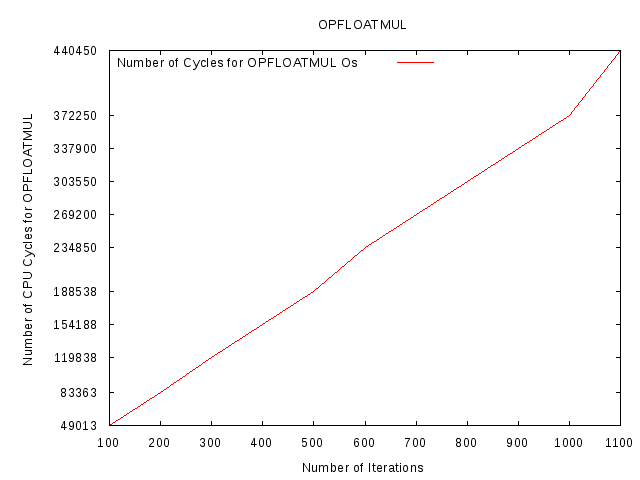 OPFLOATMUL
Number of Cycles for OPFLOATMUL Os
Number of CPU Cycles for OPFLOATMUL
440450
372250
337900
303550
269200
234850
188538
154188
119838
83363
49013
100 200 300 400 500 600 700 800 900 1000 1100
Number of Iterations